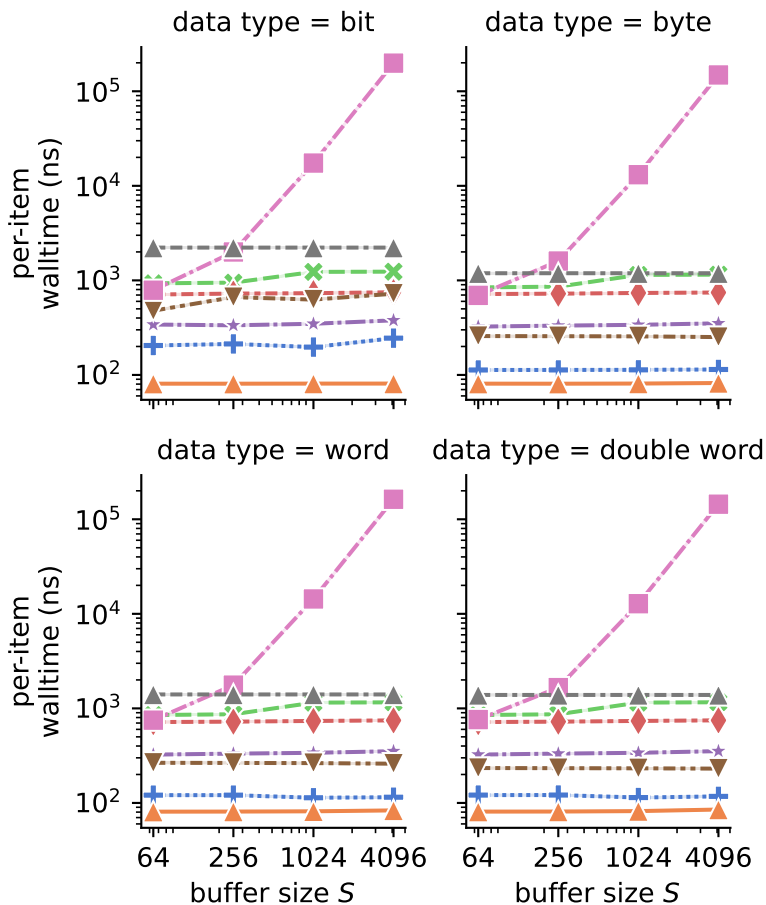 data type = bit
data type = byte
per-item
walltime (ns)
10^5
10^4
10^3
10^2
data type = word
data type = double word
per-item
walltime (ns)
10^5
10^4
10^3
10^2
64 256 1024 4096
64 256 1024 4096
buffer size S
buffer size S